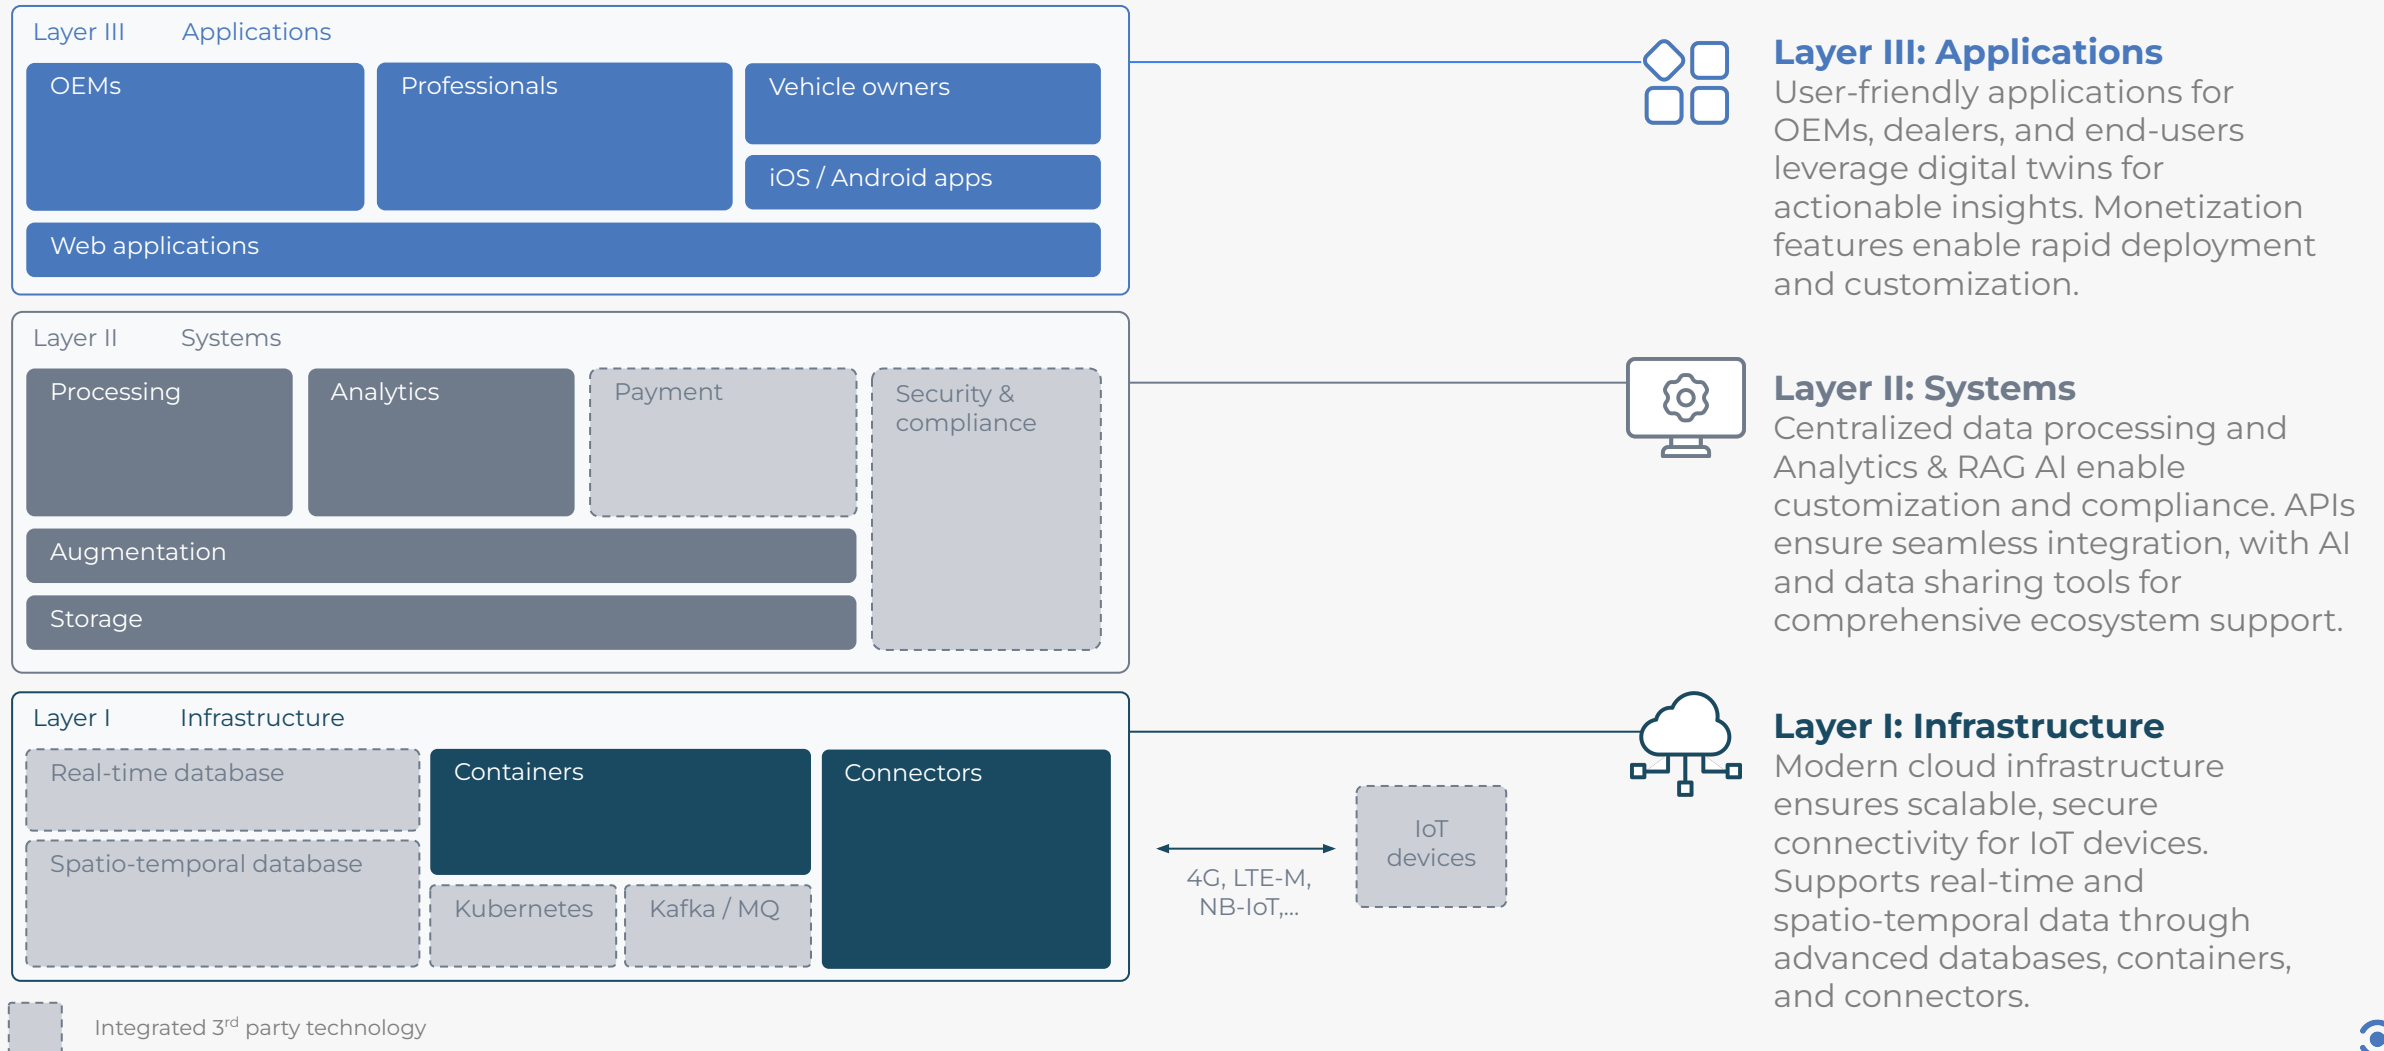 Layer III Applications
OEMs
Professionals
Vehicle owners
iOS / Android apps
Web applications
Layer III: Applications
User-friendly applications for
OEMs, dealers, and end-users
leverage digital twins for
actionable insights. Monetization
features enable rapid deployment
and customization.
Layer II Systems
Processing
Analytics
Payment
Security &
compliance
Augmentation
Storage
Layer II: Systems
Centralized data processing and
Analytics & RAG AI enable
customization and compliance. APIs
ensure seamless integration, with AI
and data sharing tools for
comprehensive ecosystem support.
Layer I Infrastructure
Real-time database
Spatio-temporal database
Containers
Kubernetes
Kafka / MQ
Connectors
4G, LTE-M,
NB-IoT,...
IoT
devices
Layer I: Infrastructure
Modern cloud infrastructure
ensures scalable, secure
connectivity for IoT devices.
Supports real-time and
spatio-temporal data through
advanced databases, containers,
and connectors.
Integrated 3rd party technology